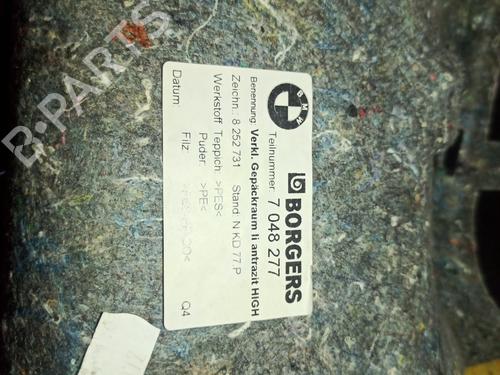 BMW
BORGERS
Teilnummer: 7 048 277
Benennung: Verkl. Gepäckraum li antrazit HIGH
Zeichn.: 8 252 731 Stand: N KD 77.P
Werkstoff Teppich: >PES<
Puder: >PE<
Filz:
Datum: Q4
B-PARTS